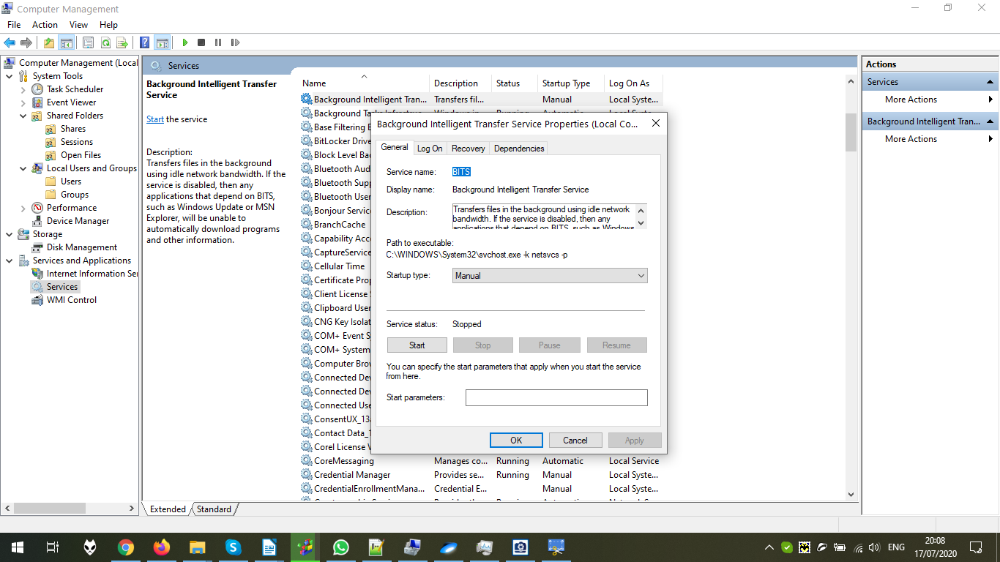 Computer Management
File Action View Help
Computer Management (Local
System Tools
Task Scheduler
Event Viewer
Shared Folders
Shares
Sessions
Open Files
Local Users and Groups
Users
Groups
Performance
Device Manager
Storage
Disk Management
Services and Applications
Internet Information Ser
Services
WMI Control
Services
Background Intelligent Transfer
Service
Start the service
Description:
Transfers files in the background
using idle network bandwidth. If the
service is disabled, then any
applications that depend on BITS,
such as Windows Update or MSN
Explorer, will be unable to
automatically download programs
and other information.
Name Description Status Startup Type Log On As
Background Intelligent Tran... Transfers fil... Manual Local Syste...
Background Ta
Base Filtering E
BitLocker Drive
Block Level Bac
Bluetooth Aud
Bluetooth Supp
Bluetooth User
Bonjour Service
BranchCache
Capability Acce
CaptureService
Cellular Time
Certificate Prop
Client License S
Clipboard User
CNG Key Isolat
COM+ Event S
COM+ System
Computer Brow
Connected Dev
Connected Dev
Connected Use
ConsentUX_13a
Contact Data_1
Corel License V
CoreMessaging Manages co... Running Automatic Local Service
Credential Manager Provides se... Running Manual Local Syste...
CredentialEnrollmentMana... Credential E... Manual Local Syste...
Extended Standard
Background Intelligent Transfer Service Properties (Local Co...
General Log On Recovery Dependencies
Service name: BITS
Display name: Background Intelligent Transfer Service
Description: Transfers files in the background using idle network
bandwidth. If the service is disabled, then any
applications that depend on BITS, such as Windows
Path to executable:
C:\WINDOWS\System32\svchost.exe -k netsvcs -p
Startup type: Manual
Service status: Stopped
Start Stop Pause Resume
You can specify the start parameters that apply when you start the service
from here.
Start parameters:
OK Cancel Apply
Actions
Services
More Actions
Background Intelligent Tran...
More Actions
ENG
20:08
17/07/2020